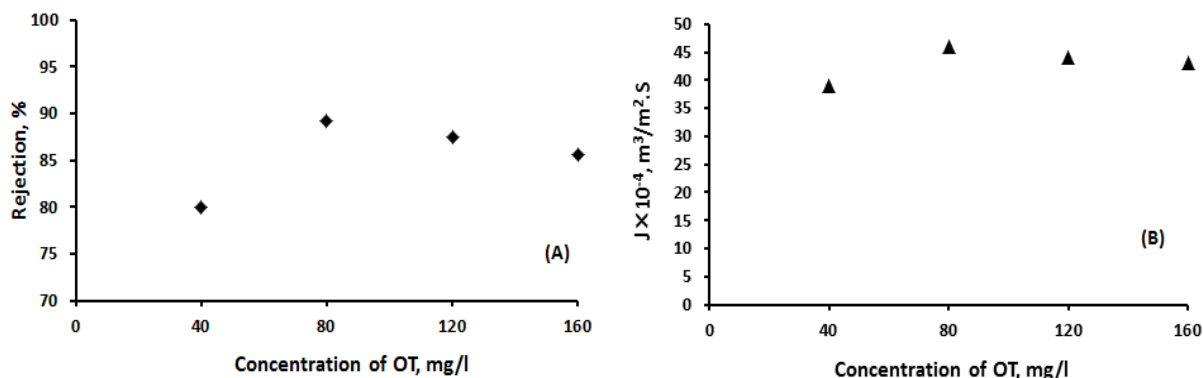 100
95
90
85
80
75
70
Rejection, %
0 40 80 120 160
Concentration of OT, mg/l
(A)
50
45
40
35
30
25
20
15
10
5
0
J×10⁻⁴, m³/m².S
0 40 80 120 160
Concentration of OT, mg/l
(B)